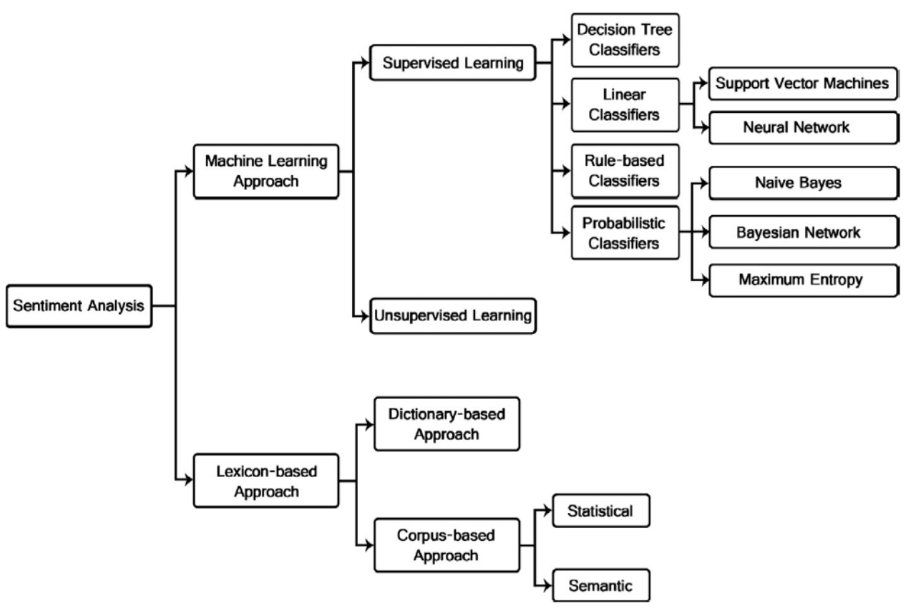 Decision Tree
Classifiers
Supervised Learning
Linear
Classifiers
Support Vector Machines
Neural Network
Machine Learning
Approach
Rule-based
Classifiers
Naive Bayes
Probabilistic
Classifiers
Bayesian Network
Maximum Entropy
Sentiment Analysis
Unsupervised Learning
Dictionary-based
Approach
Lexicon-based
Approach
Statistical
Corpus-based
Approach
Semantic